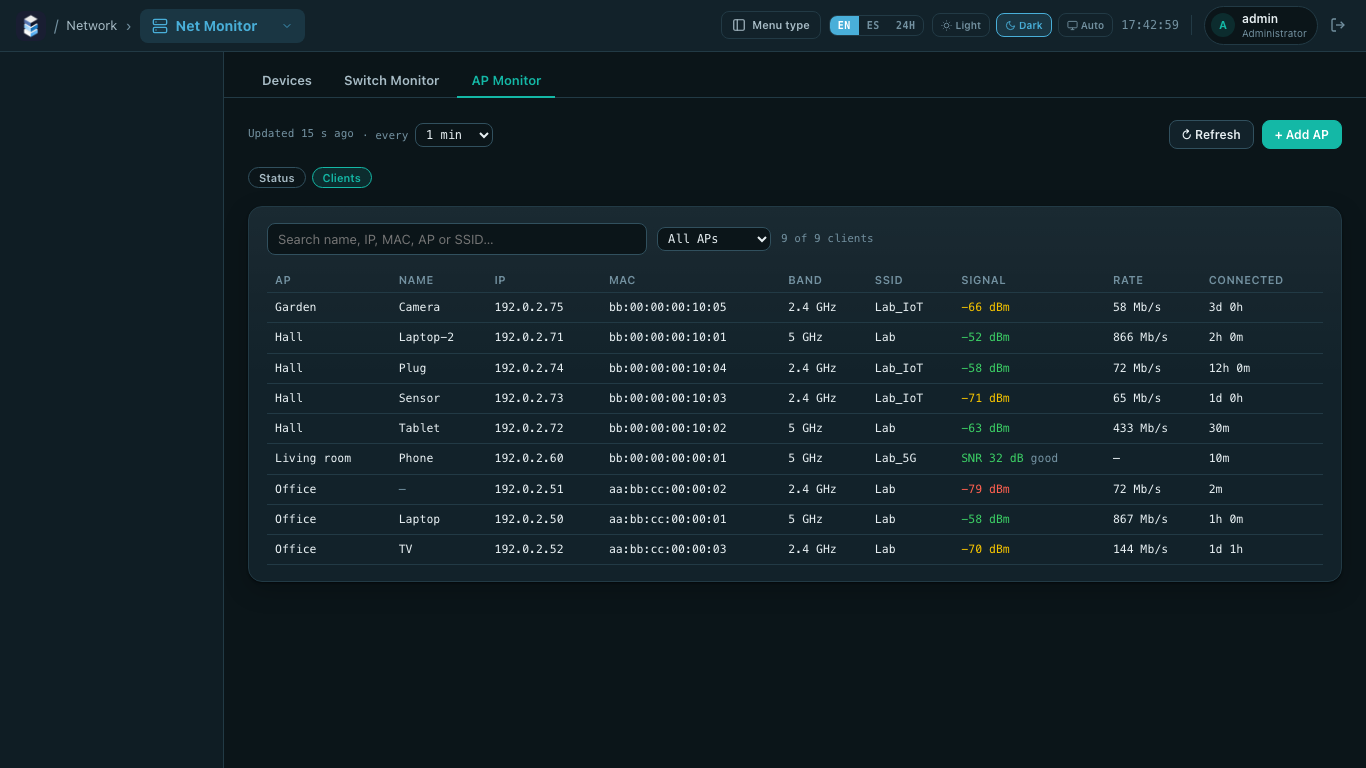 / Network › Net Monitor Menu type EN ES 24H Light Dark Auto 17:42:59 A admin
Administrator
Devices Switch Monitor AP Monitor
Updated 15 s ago · every 1 min ↻ Refresh + Add AP
Status Clients
Search name, IP, MAC, AP or SSID... All APs 9 of 9 clients
AP NAME IP MAC BAND SSID SIGNAL RATE CONNECTED
Garden Camera 192.0.2.75 bb:00:00:00:10:05 2.4 GHz Lab_IoT −66 dBm 58 Mb/s 3d 0h
Hall Laptop-2 192.0.2.71 bb:00:00:00:10:01 5 GHz Lab −52 dBm 866 Mb/s 2h 0m
Hall Plug 192.0.2.74 bb:00:00:00:10:04 2.4 GHz Lab_IoT −58 dBm 72 Mb/s 12h 0m
Hall Sensor 192.0.2.73 bb:00:00:00:10:03 2.4 GHz Lab_IoT −71 dBm 65 Mb/s 1d 0h
Hall Tablet 192.0.2.72 bb:00:00:00:10:02 5 GHz Lab −63 dBm 433 Mb/s 30m
Living room Phone 192.0.2.60 bb:00:00:00:00:01 5 GHz Lab_5G SNR 32 dB good — 10m
Office — 192.0.2.51 aa:bb:cc:00:00:02 2.4 GHz Lab −79 dBm 72 Mb/s 2m
Office Laptop 192.0.2.50 aa:bb:cc:00:00:01 5 GHz Lab −58 dBm 867 Mb/s 1h 0m
Office TV 192.0.2.52 aa:bb:cc:00:00:03 2.4 GHz Lab −70 dBm 144 Mb/s 1d 1h